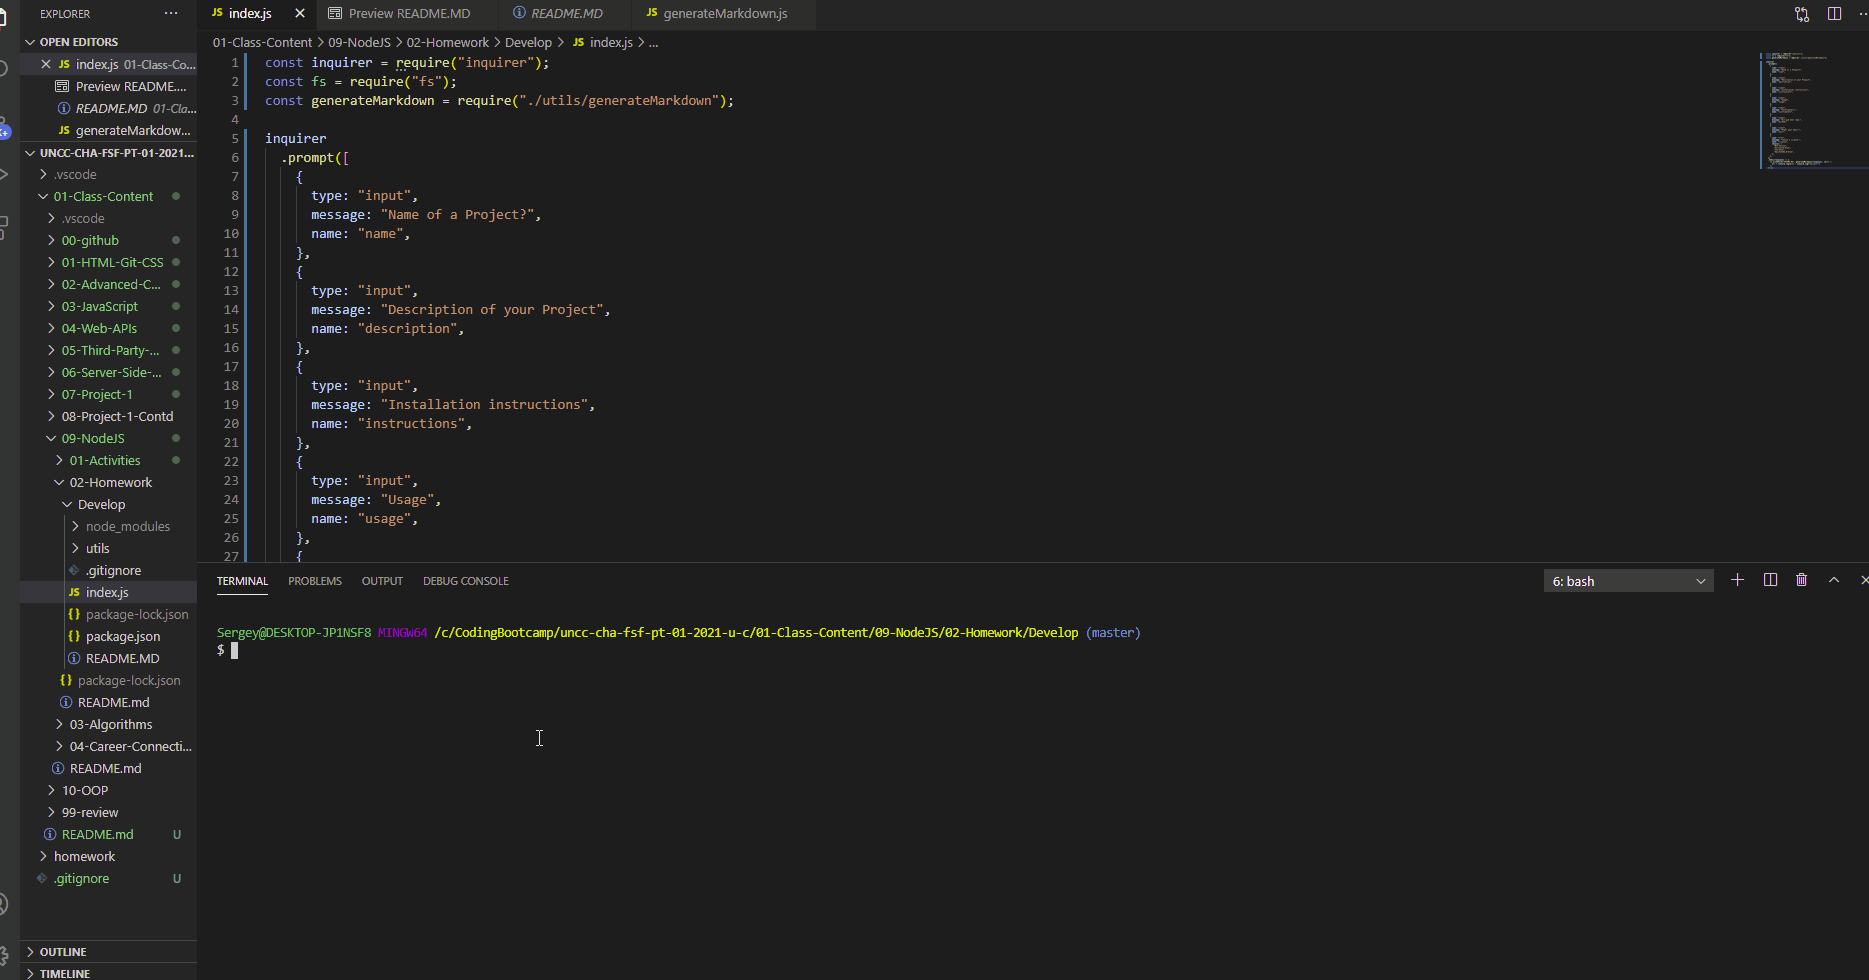 EXPLORER ···
OPEN EDITORS
JS index.js 01-Class-Co...
Preview README....
README.MD 01-Cla...
JS generateMarkdow...
UNCC-CHA-FSF-PT-01-2021...
.vscode
01-Class-Content
.vscode
00-github
01-HTML-Git-CSS
02-Advanced-C...
03-JavaScript
04-Web-APIs
05-Third-Party-...
06-Server-Side-...
07-Project-1
08-Project-1-Contd
09-NodeJS
01-Activities
02-Homework
Develop
node_modules
utils
.gitignore
JS index.js
{} package-lock.json
{} package.json
README.MD
{} package-lock.json
README.md
03-Algorithms
04-Career-Connecti...
README.md
10-OOP
99-review
README.md U
homework
.gitignore U
OUTLINE
TIMELINE
JS index.js
Preview README.MD
README.MD
JS generateMarkdown.js
01-Class-Content > 09-NodeJS > 02-Homework > Develop > JS index.js > ...
1 const inquirer = require("inquirer");
2 const fs = require("fs");
3 const generateMarkdown = require("./utils/generateMarkdown");
4
5 inquirer
6 .prompt([
7 {
8 type: "input",
9 message: "Name of a Project?",
10 name: "name",
11 },
12 {
13 type: "input",
14 message: "Description of your Project",
15 name: "description",
16 },
17 {
18 type: "input",
19 message: "Installation instructions",
20 name: "instructions",
21 },
22 {
23 type: "input",
24 message: "Usage",
25 name: "usage",
26 },
27 {
TERMINAL PROBLEMS OUTPUT DEBUG CONSOLE
6: bash
Sergey@DESKTOP-JP1NSF8 MINGW64 /c/CodingBootcamp/uncc-cha-fsf-pt-01-2021-u-c/01-Class-Content/09-NodeJS/02-Homework/Develop (master)
$